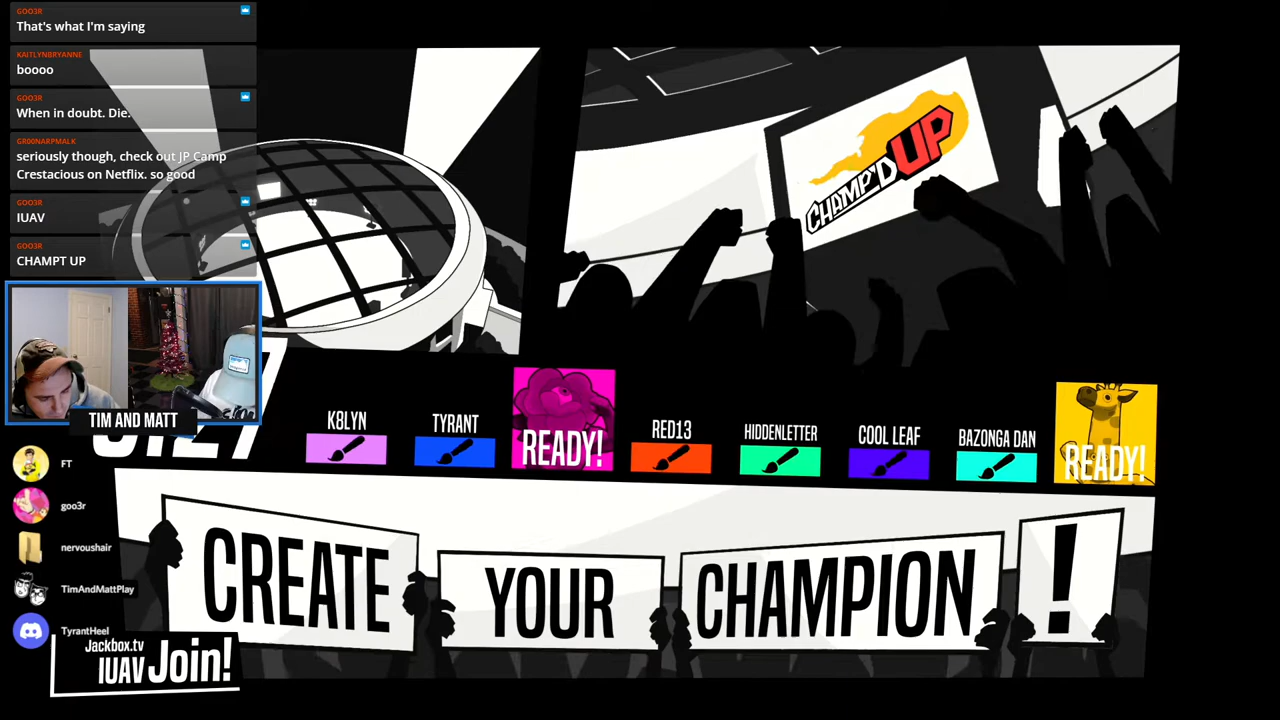 GOO3R
That's what I'm saying
KAITLYNBRYANNE
boooo
GOO3R
When in doubt. Die.
GR00NARPMALK
seriously though, check out JP Camp
Crestacious on Netflix. so good
GOO3R
IUAV
GOO3R
CHAMPT UP
CHAMP'D UP
TIM AND MATT
K8LYN
TYRANT
READY!
RED13
HIDDENLETTER
COOL LEAF
BAZONGA DAN
READY!
CREATE
YOUR
CHAMPION
!
FT
goo3r
nervoushair
TimAndMattPlay
TyrantHeel
Jackbox.tv
IUAV Join!